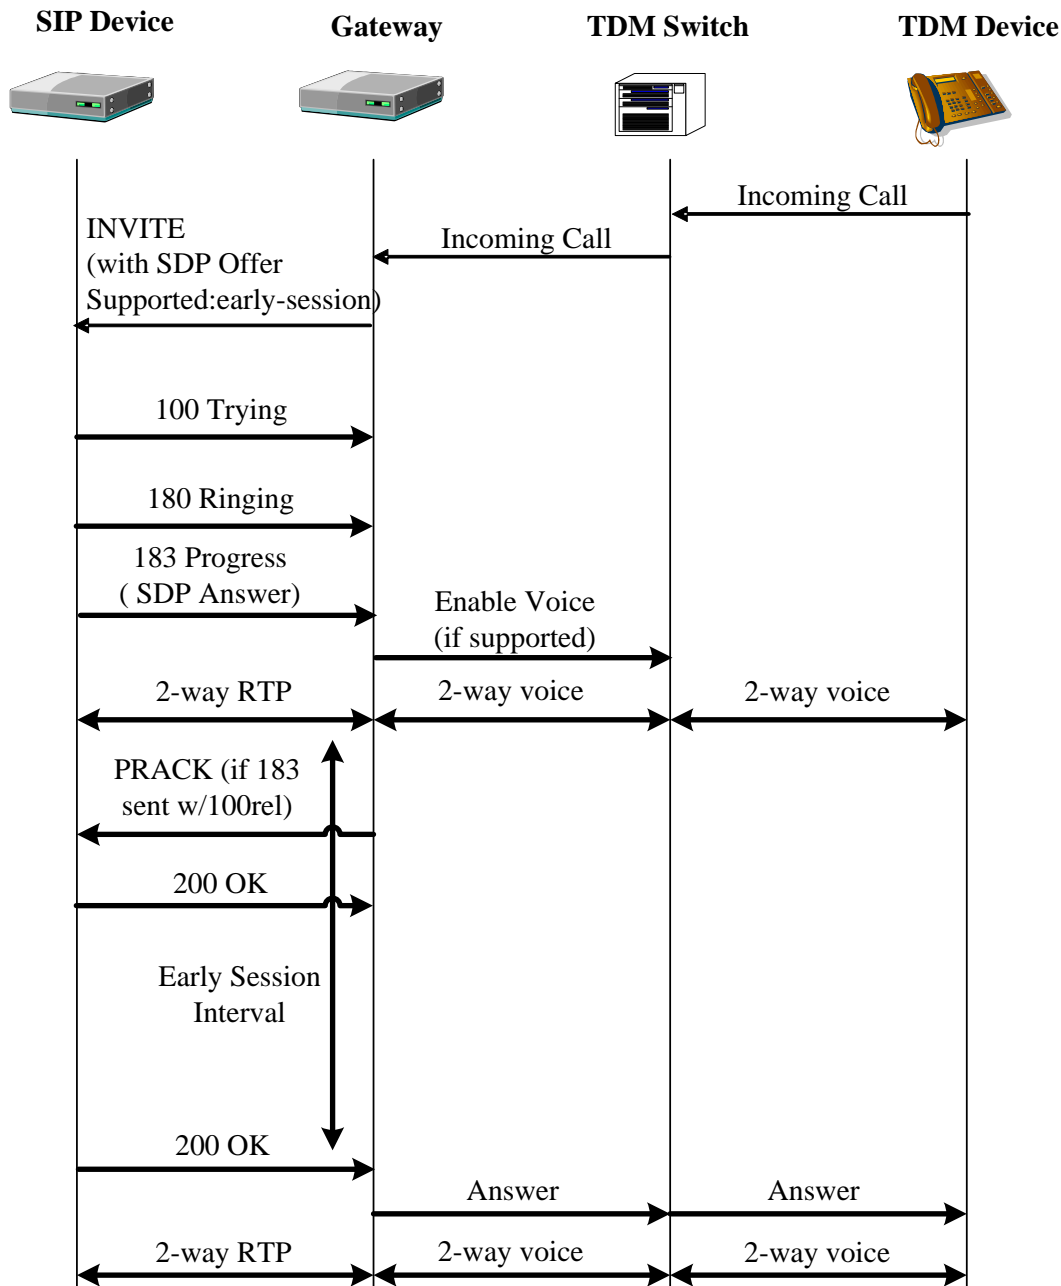 SIP Device
Gateway
TDM Switch
TDM Device
Incoming Call
INVITE
(with SDP Offer
Supported:early-session)
Incoming Call
100 Trying
180 Ringing
183 Progress
( SDP Answer)
Enable Voice
(if supported)
2-way RTP
2-way voice
2-way voice
PRACK (if 183
sent w/100rel)
200 OK
Early Session
Interval
200 OK
Answer
Answer
2-way RTP
2-way voice
2-way voice